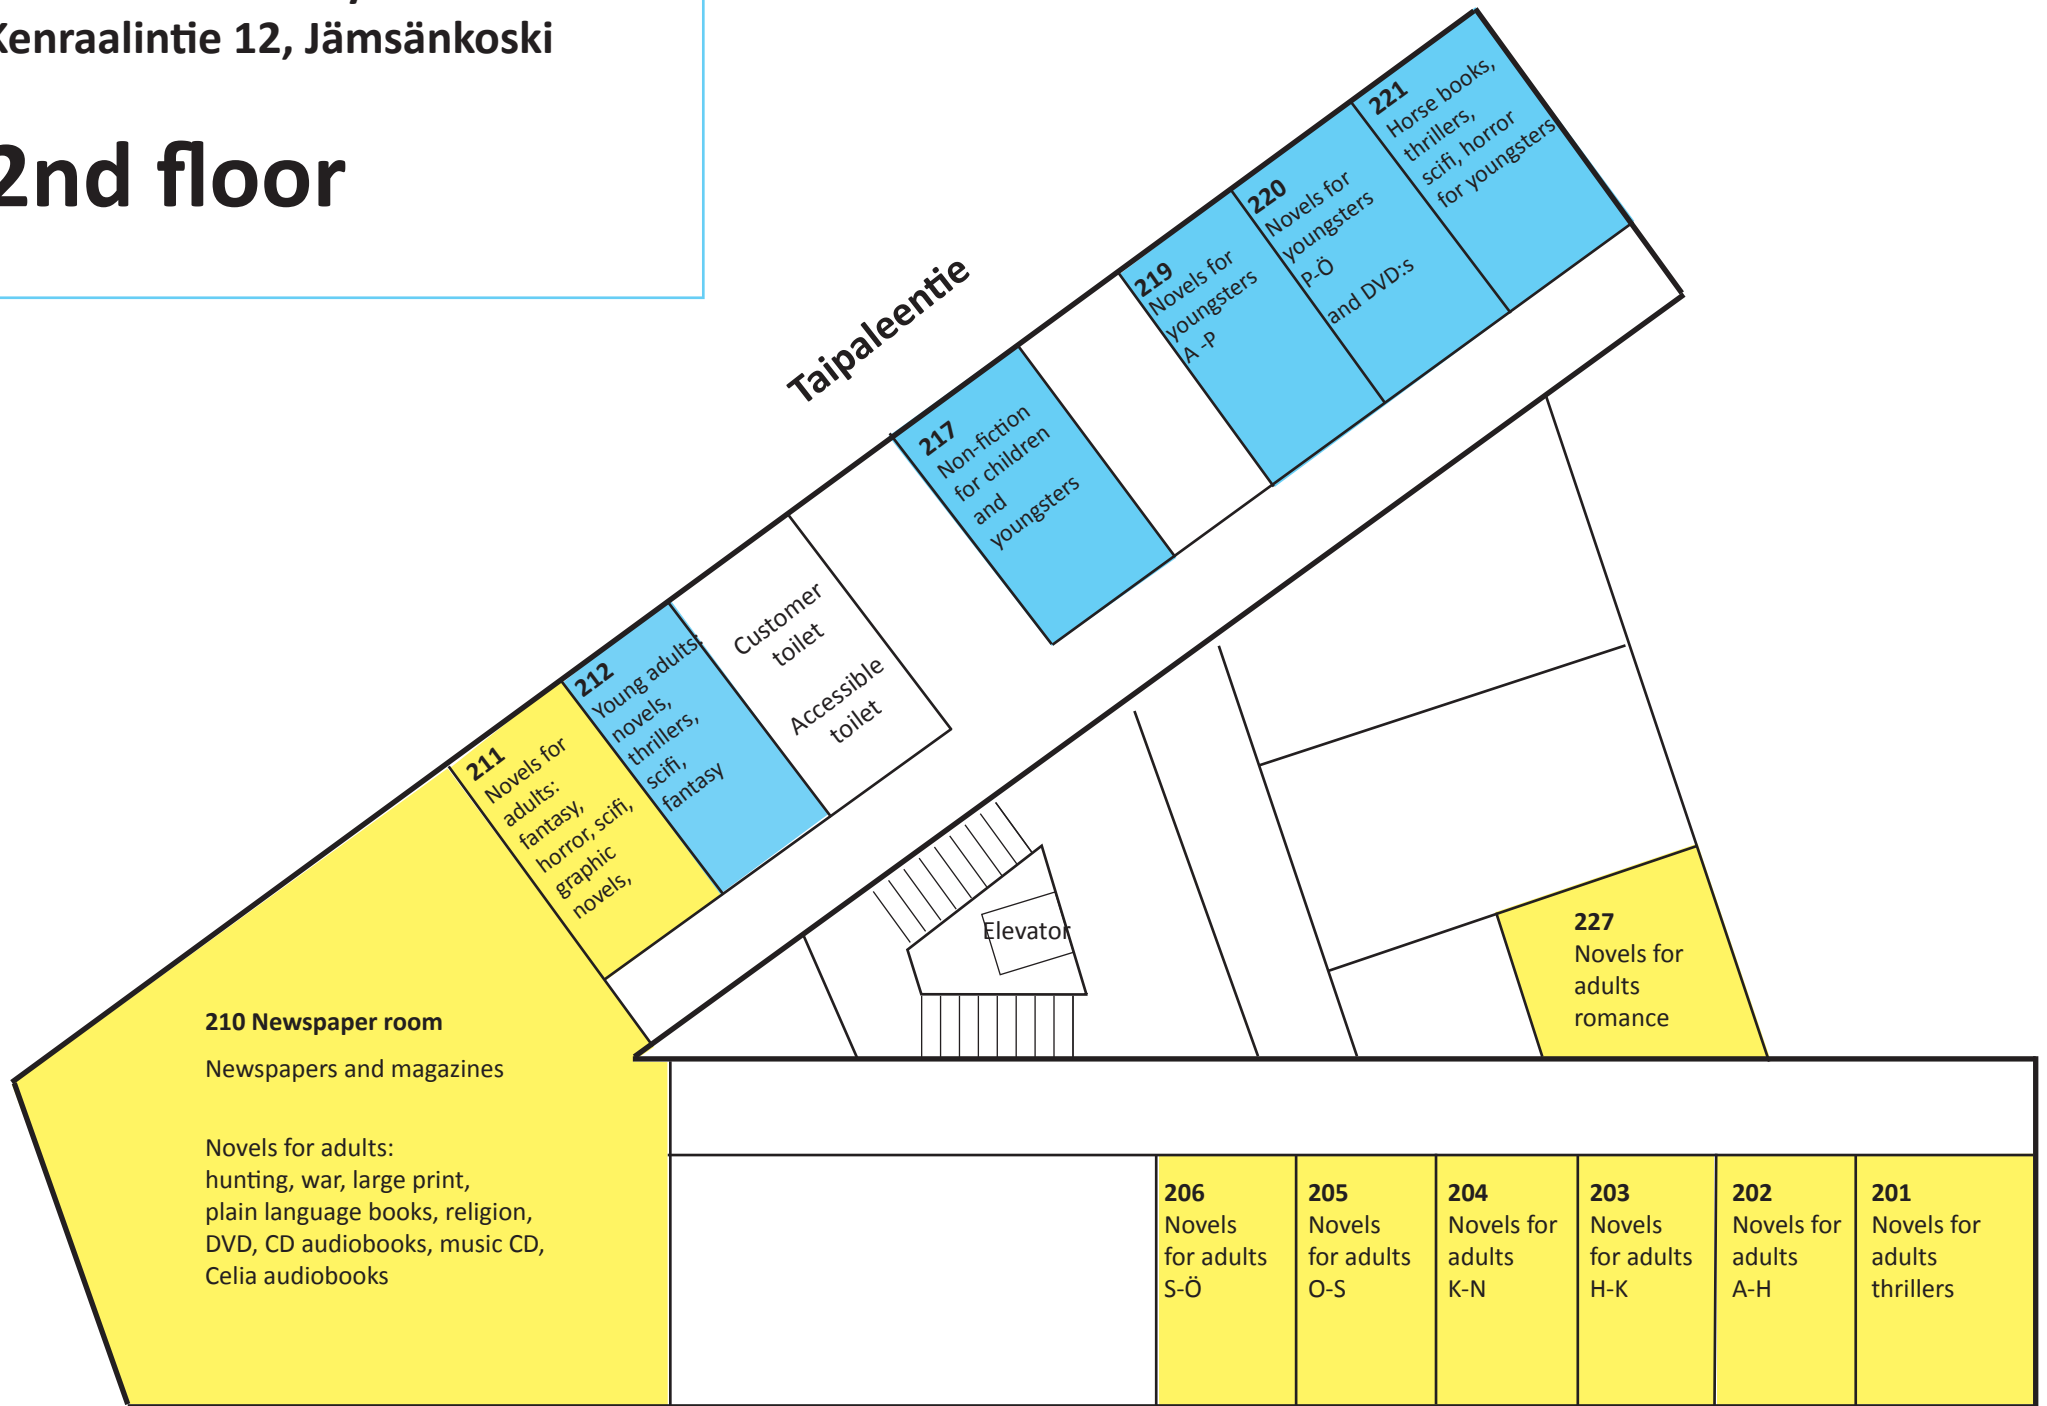 Kenraalintie 12, Jämsänkoski
2nd floor
Taipaleentie
221
Horse books,
thrillers,
scifi, horror
for youngsters
220
Novels for
youngsters
P-Ö
and DVD:s
219
Novels for
youngsters
A -P
217
Non-fiction
for children
and
youngsters
Customer
toilet
Accessible
toilet
212
Young adults:
novels,
thrillers,
scifi,
fantasy
211
Novels for
adults:
fantasy,
horror, scifi,
graphic
novels,
Elevator
227
Novels for
adults
romance
210 Newspaper room
Newspapers and magazines
Novels for adults:
hunting, war, large print,
plain language books, religion,
DVD, CD audiobooks, music CD,
Celia audiobooks
206
Novels
for adults
S-Ö
205
Novels
for adults
O-S
204
Novels for
adults
K-N
203
Novels
for adults
H-K
202
Novels for
adults
A-H
201
Novels for
adults
thrillers